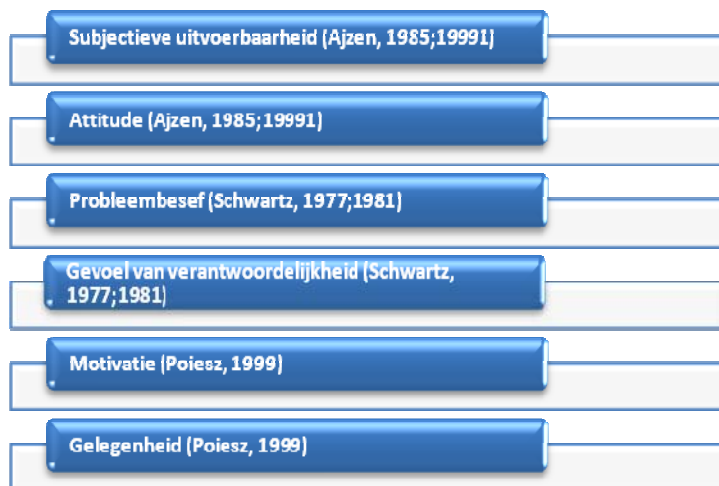 Subjectieve uitvoerbaarheid (Ajzen, 1985;19991)
Attitude (Ajzen, 1985;19991)
Probleembesef (Schwartz, 1977;1981)
Gevoel van verantwoordelijkheid (Schwartz,
1977;1981)
Motivatie (Poiesz, 1999)
Gelegenheid (Poiesz, 1999)